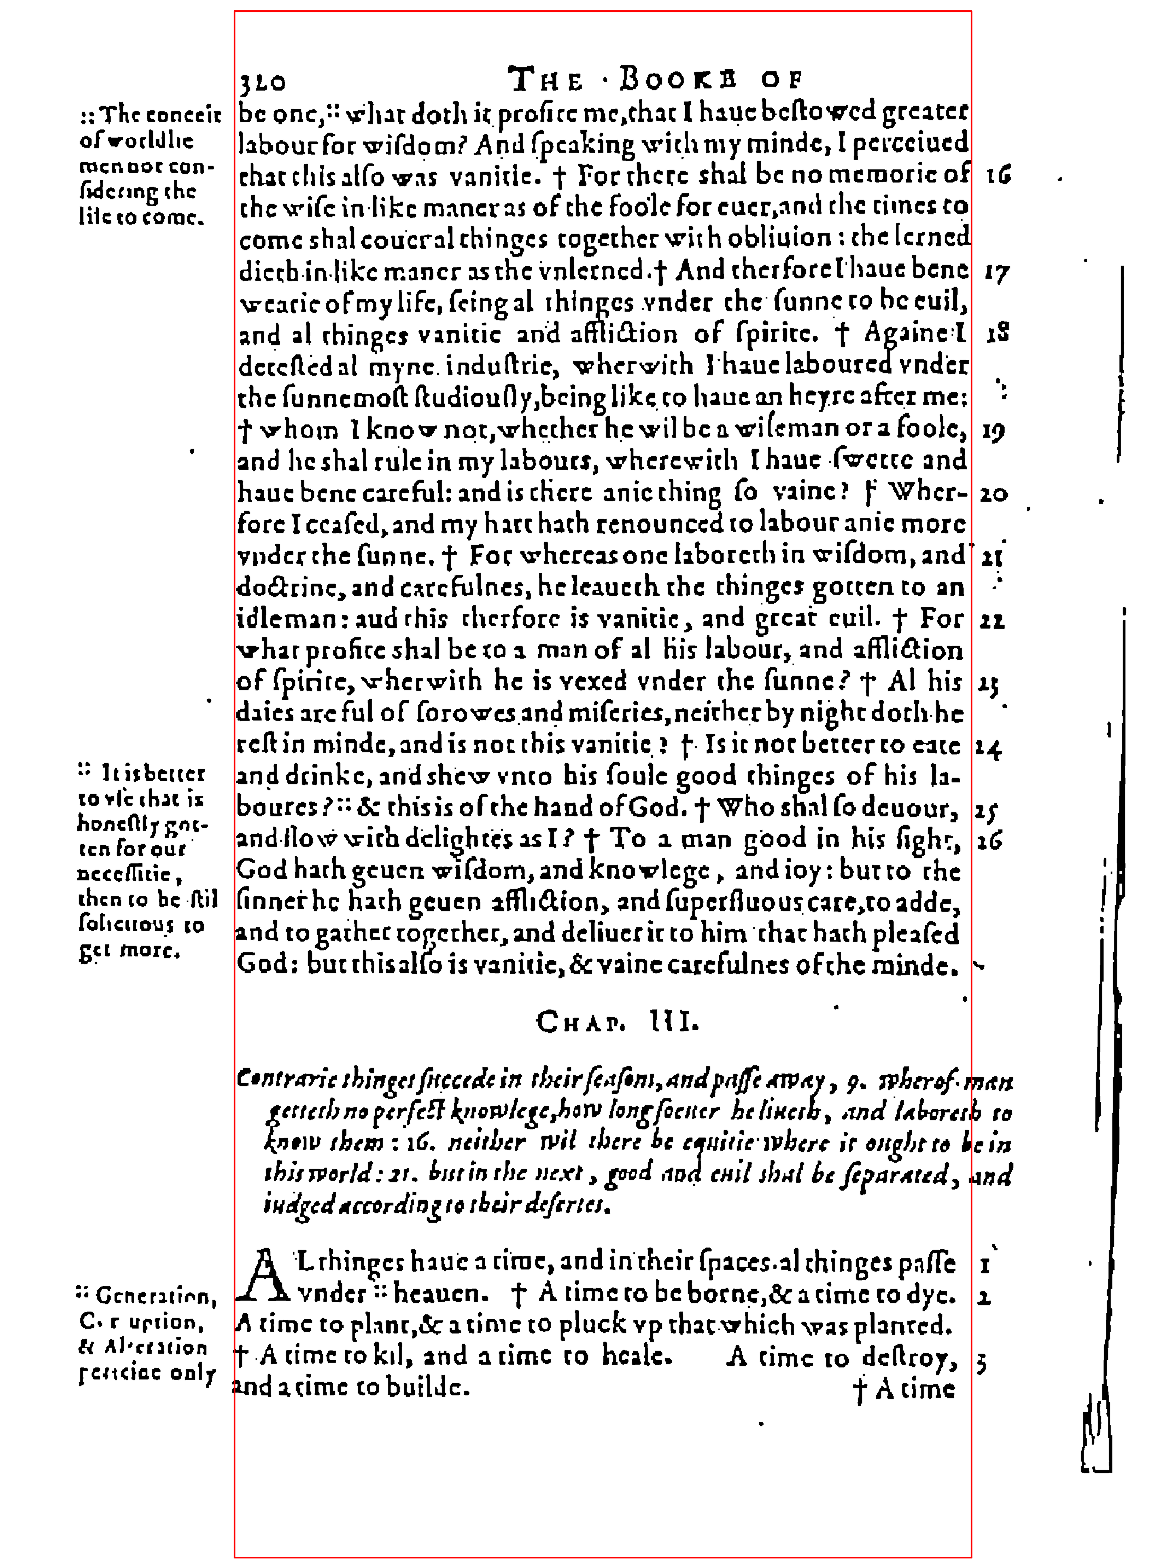 320 THE BOOKE OF
be one, :: what doth it profite me, that I haue bestowed greater
labour for wisdom? And speaking with my minde, I perceiued
that this also was vanitie. † For there shal be no memorie of 16
the wise in like maner as of the foole for euer, and the times to
come shal couer al thinges together with obliuion: the lerned
dieth in like maner as the vnlerned. † And therfore I haue bene 17
wearie of my life, seing al thinges vnder the sunne to be euil,
and al thinges vanitie and affliction of spirite. † Againe I 18
detested al myne industrie, wherwith I haue laboured vnder
the sunne most studiously, being like to haue an heyre after me:
† whom I know not, whether he wil be a wiseman or a foole, 19
and he shal rule in my labours, wherewith I haue swette and
haue bene careful: and is there anie thing so vaine? † Wher- 20
fore I ceased, and my hart hath renounced to labour anie more
vnder the sunne. † For whereas one laboreth in wisdom, and 21
doctrine, and carefulnes, he leaueth the thinges gotten to an
idleman: aud this therfore is vanitie, and great euil. † For 22
what profite shal be to a man of al his labour, and affliction
of spirite, wherwith he is vexed vnder the sunne? † Al his 23
daies are ful of sorowes and miseries, neither by night doth he
rest in minde, and is not this vanitie? † Is it not better to eate 24
and drinke, and shew vnto his soule good thinges of his la-
boures? :: & this is of the hand of God. † Who shal so deuour, 25
and flow with delightes as I? † To a man good in his sight, 26
God hath geuen wisdom, and knowlege, and ioy: but to the
sinner he hath geuen affliction, and superfluous care, to adde,
and to gather together, and deliuer it to him that hath pleased
God: but this also is vanitie, & vaine carefulnes of the minde.
:: The conceit
of worldlie
men not con-
sidering the
life to come.
:: It is better
to vse that is
honestly got-
ten for our
necessitie,
then to be stil
solicitous to
get more.
CHAP. III.
Contrarie thinges succede in their seasons, and passe away, 9. wherof man
getteth no perfect knowlege, how long soeuer he liueth, and laboreth to
know them: 16. neither wil there be equitie where it ought to be in
this world: 21. but in the next, good and euil shal be separated, and
iudged according to their desertes.
AL thinges haue a time, and in their spaces al thinges passe 1
vnder :: heauen. † A time to be borne, & a time to dye. 2
A time to plant, & a time to pluck vp that which was planted.
† A time to kil, and a time to heale. A time to destroy, 3
and a time to builde. † A time
:: Generation,
Coruption,
& Alteration
perteine only